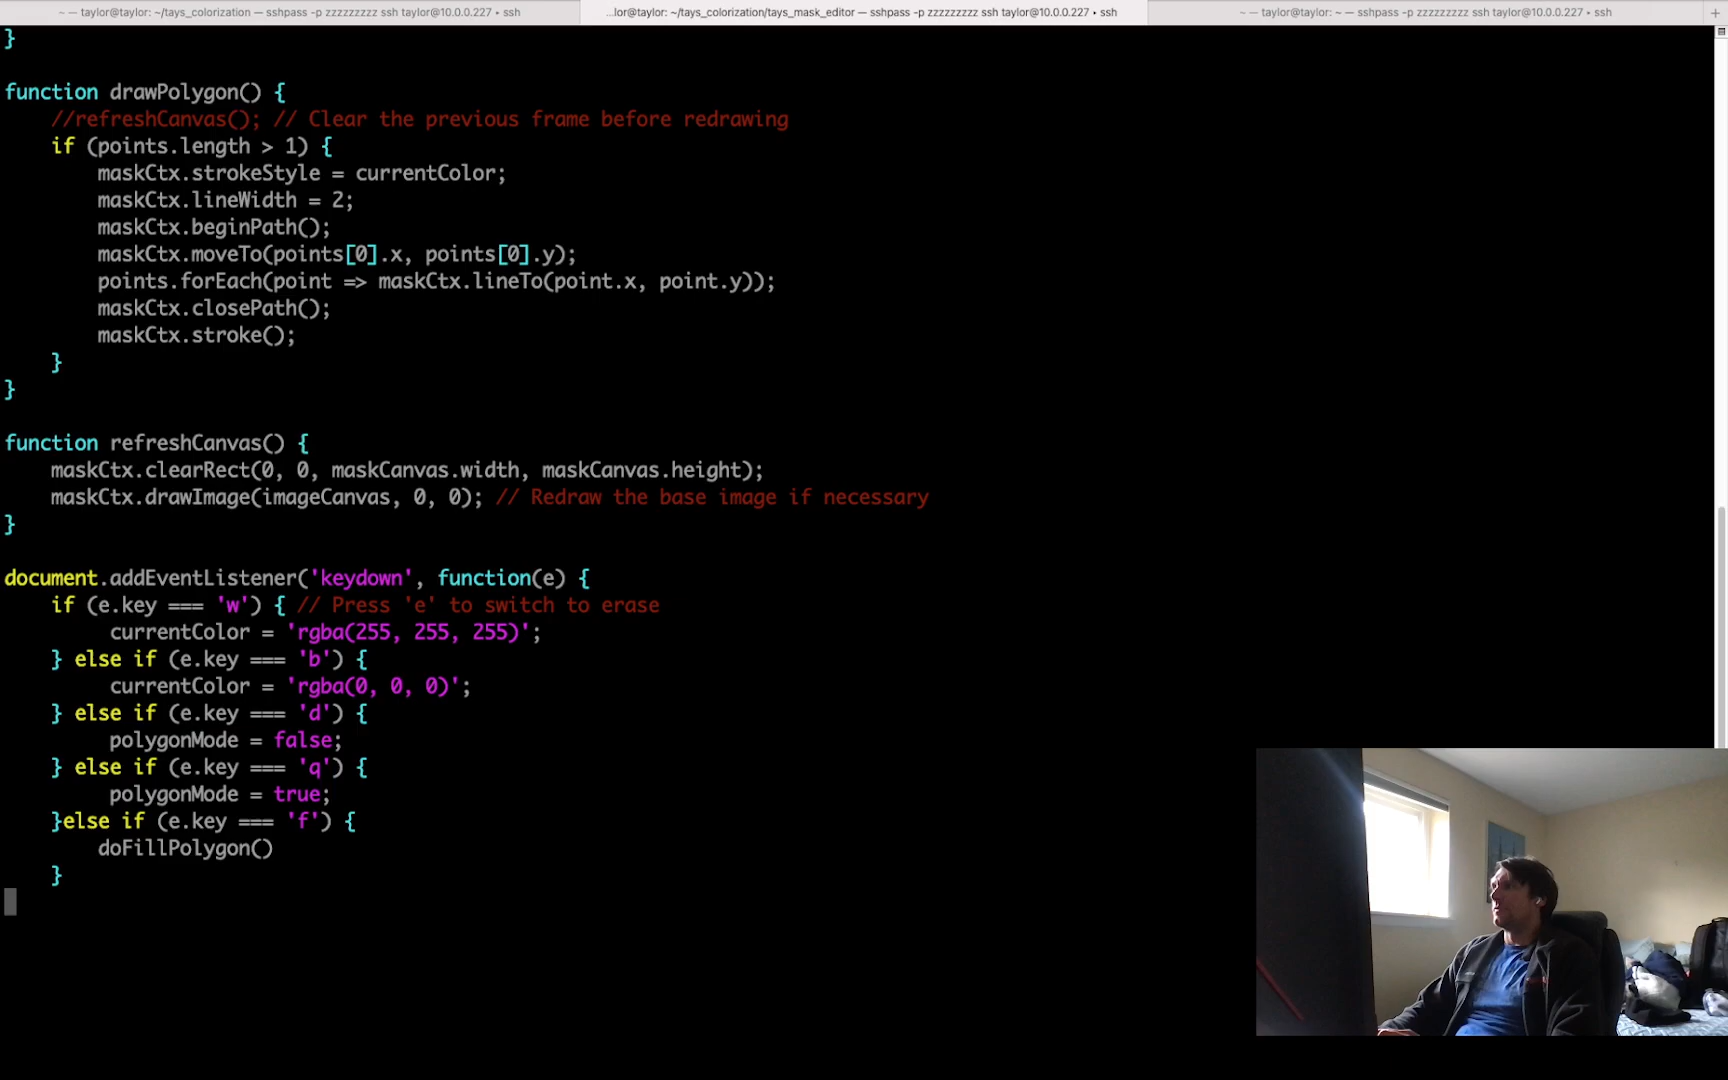 ~ — taylor@taylor: ~/tays_colorization — sshpass -p zzzzzzzzz ssh taylor@10.0.0.227 • ssh
...lor@taylor: ~/tays_colorization/tays_mask_editor — sshpass -p zzzzzzzzz ssh taylor@10.0.0.227 • ssh
~ — taylor@taylor: ~ — sshpass -p zzzzzzzzz ssh taylor@10.0.0.227 • ssh
}
function drawPolygon() {
//refreshCanvas(); // Clear the previous frame before redrawing
if (points.length > 1) {
maskCtx.strokeStyle = currentColor;
maskCtx.lineWidth = 2;
maskCtx.beginPath();
maskCtx.moveTo(points[0].x, points[0].y);
points.forEach(point => maskCtx.lineTo(point.x, point.y));
maskCtx.closePath();
maskCtx.stroke();
}
}
function refreshCanvas() {
maskCtx.clearRect(0, 0, maskCanvas.width, maskCanvas.height);
maskCtx.drawImage(imageCanvas, 0, 0); // Redraw the base image if necessary
}
document.addEventListener('keydown', function(e) {
if (e.key === 'w') { // Press 'e' to switch to erase
currentColor = 'rgba(255, 255, 255)';
} else if (e.key === 'b') {
currentColor = 'rgba(0, 0, 0)';
} else if (e.key === 'd') {
polygonMode = false;
} else if (e.key === 'q') {
polygonMode = true;
}else if (e.key === 'f') {
doFillPolygon()
}